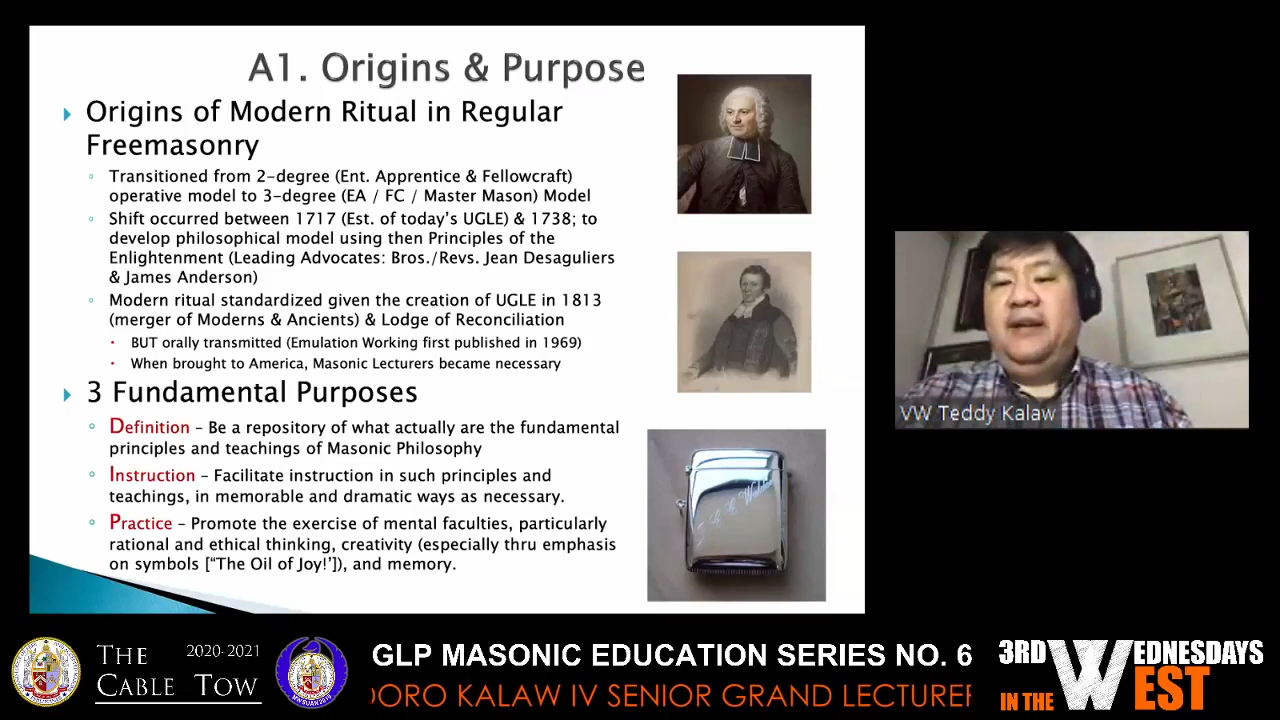 A1. Origins & Purpose
Origins of Modern Ritual in Regular
Freemasonry
Transitioned from 2-degree (Ent. Apprentice & Fellowcraft)
operative model to 3-degree (EA / FC / Master Mason) Model
Shift occurred between 1717 (Est. of today's UGLE) & 1738; to
develop philosophical model using then Principles of the
Enlightenment (Leading Advocates: Bros./Revs. Jean Desaguliers
& James Anderson)
Modern ritual standardized given the creation of UGLE in 1813
(merger of Moderns & Ancients) & Lodge of Reconciliation
BUT orally transmitted (Emulation Working first published in 1969)
When brought to America, Masonic Lecturers became necessary
3 Fundamental Purposes
Definition – Be a repository of what actually are the fundamental
principles and teachings of Masonic Philosophy
Instruction – Facilitate instruction in such principles and
teachings, in memorable and dramatic ways as necessary.
Practice – Promote the exercise of mental faculties, particularly
rational and ethical thinking, creativity (especially thru emphasis
on symbols ["The Oil of Joy!']), and memory.
VW Teddy Kalaw
THE 2020-2021
CABLE TOW
GLP MASONIC EDUCATION SERIES NO. 6
DORO KALAW IV SENIOR GRAND LECTURER
3RD WEDNESDAYS
IN THE WEST